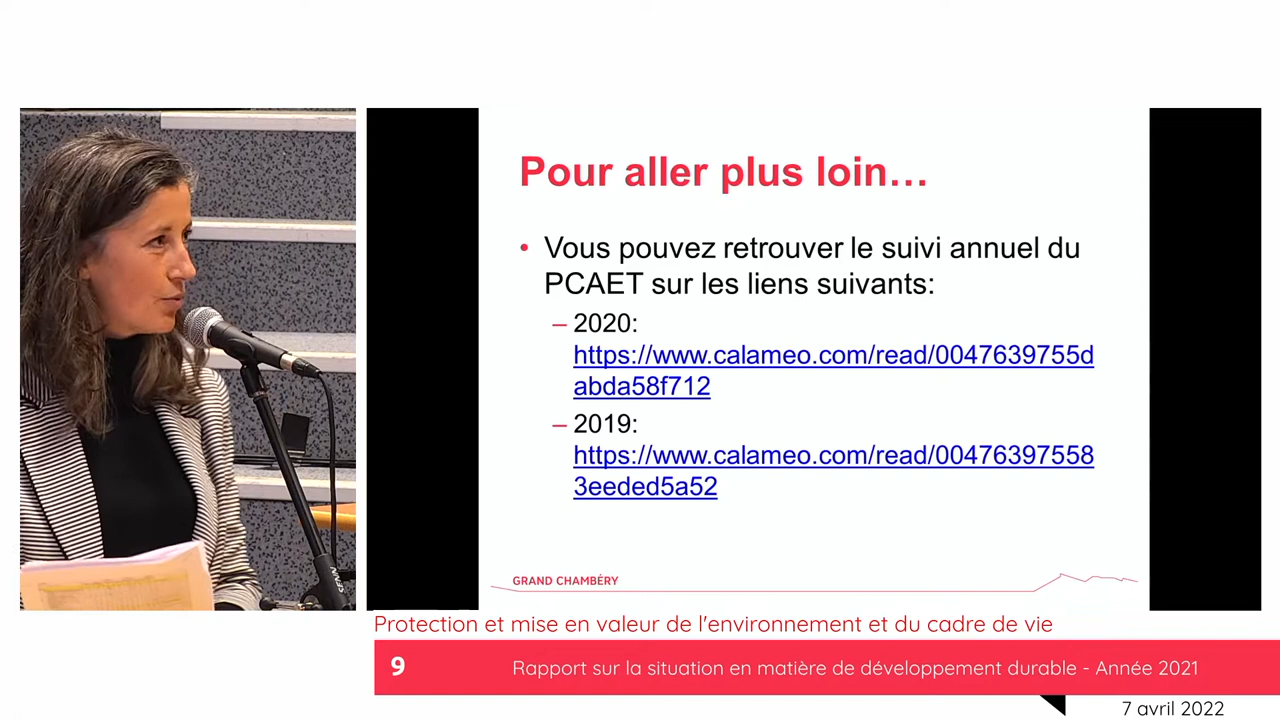 Pour aller plus loin…
• Vous pouvez retrouver le suivi annuel du
PCAET sur les liens suivants:
– 2020:
https://www.calameo.com/read/0047639755d
abda58f712
– 2019:
https://www.calameo.com/read/00476397558
3eeded5a52
GRAND CHAMBÉRY
Protection et mise en valeur de l'environnement et du cadre de vie
9 Rapport sur la situation en matière de développement durable - Année 2021
7 avril 2022